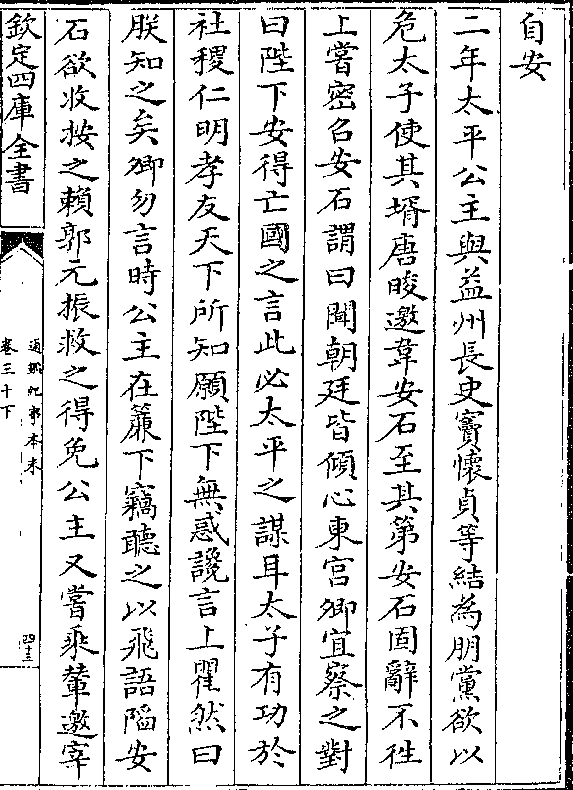 自安
二年太平公主與益州長史竇懷貞等結為朋黨欲以
危太子使其壻唐晙邀韋安石至其第安石固辭不往
上嘗密召安石謂曰聞朝廷皆傾心東宫卿宜察之對
曰陛下安得亡國之言此必太平之謀耳太子有功於
社稷仁明孝友天下所知願陛下無惑讒言上瞿然曰
朕知之矣卿勿言時公主在簾下竊聽之以飛語陷安
石欲收按之賴郭元振救之得免公主又嘗乘輦邀宰
欽定四庫全書
通鑑紀事本末
卷三十下
四十三